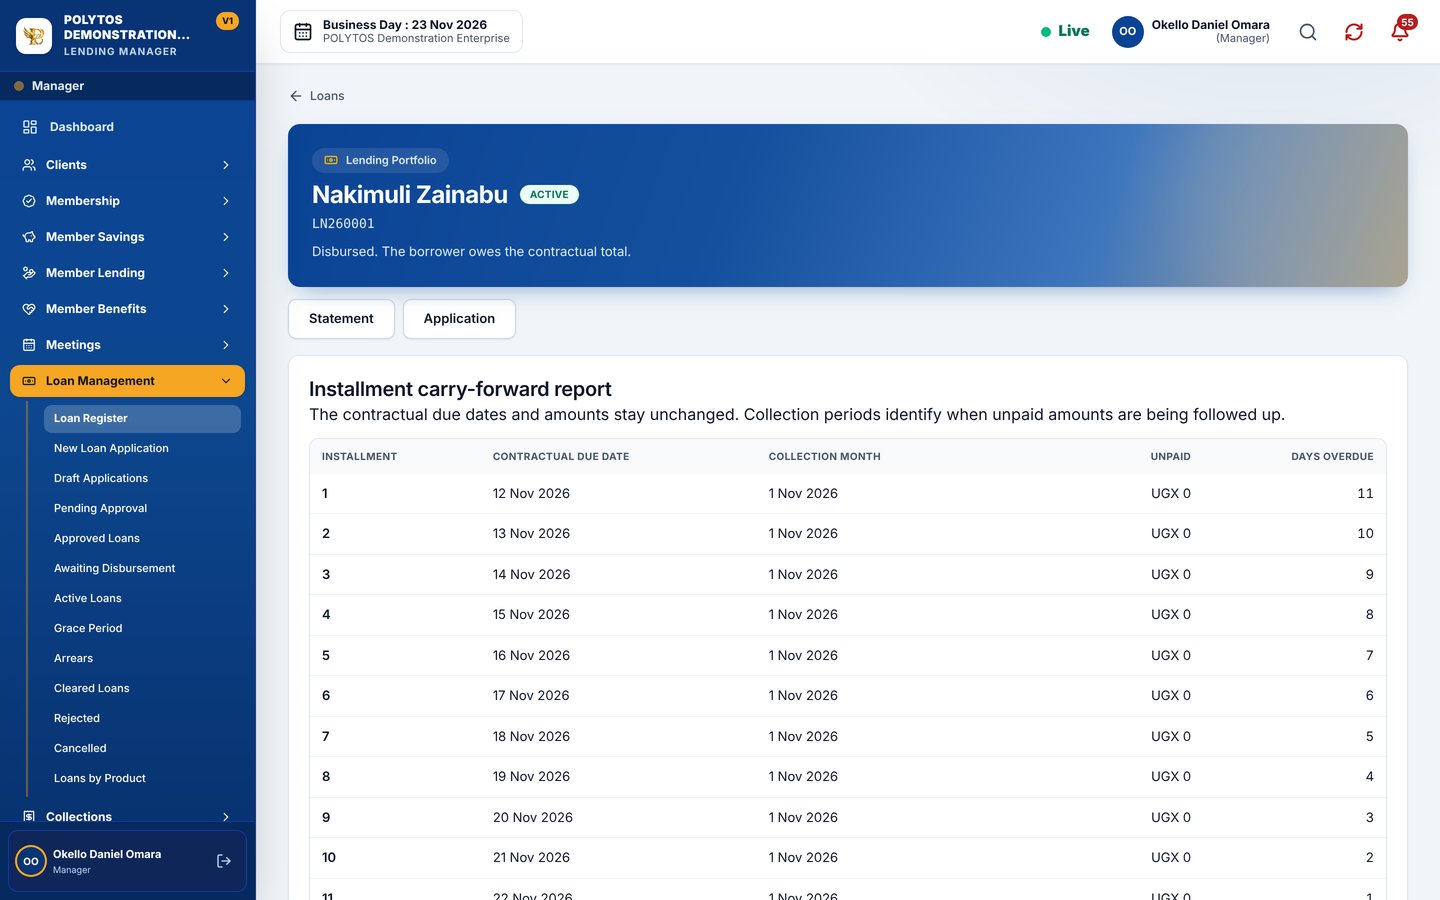 POLYTOS
DEMONSTRATION...
V1
LENDING MANAGER
Manager
Dashboard
Clients
Membership
Member Savings
Member Lending
Member Benefits
Meetings
Loan Management
Loan Register
New Loan Application
Draft Applications
Pending Approval
Approved Loans
Awaiting Disbursement
Active Loans
Grace Period
Arrears
Cleared Loans
Rejected
Cancelled
Loans by Product
Collections
OO
Okello Daniel Omara
Manager
Business Day : 23 Nov 2026
POLYTOS Demonstration Enterprise
Live
OO
Okello Daniel Omara
(Manager)
55
Loans
Lending Portfolio
Nakimuli Zainabu ACTIVE
LN260001
Disbursed. The borrower owes the contractual total.
Statement Application
Installment carry-forward report
The contractual due dates and amounts stay unchanged. Collection periods identify when unpaid amounts are being followed up.
INSTALLMENT CONTRACTUAL DUE DATE COLLECTION MONTH UNPAID DAYS OVERDUE
1 12 Nov 2026 1 Nov 2026 UGX 0 11
2 13 Nov 2026 1 Nov 2026 UGX 0 10
3 14 Nov 2026 1 Nov 2026 UGX 0 9
4 15 Nov 2026 1 Nov 2026 UGX 0 8
5 16 Nov 2026 1 Nov 2026 UGX 0 7
6 17 Nov 2026 1 Nov 2026 UGX 0 6
7 18 Nov 2026 1 Nov 2026 UGX 0 5
8 19 Nov 2026 1 Nov 2026 UGX 0 4
9 20 Nov 2026 1 Nov 2026 UGX 0 3
10 21 Nov 2026 1 Nov 2026 UGX 0 2
11 22 Nov 2026 1 Nov 2026 UGX 0 1